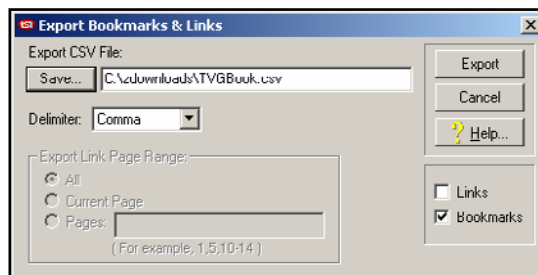 Export Bookmarks & Links
Export CSV File:
Save... C:\zdownloads\TVGBook.csv
Delimiter: Comma
Export Link Page Range:
All
Current Page
Pages:
( For example, 1,5,10-14 )
Export
Cancel
? Help...
Links
Bookmarks